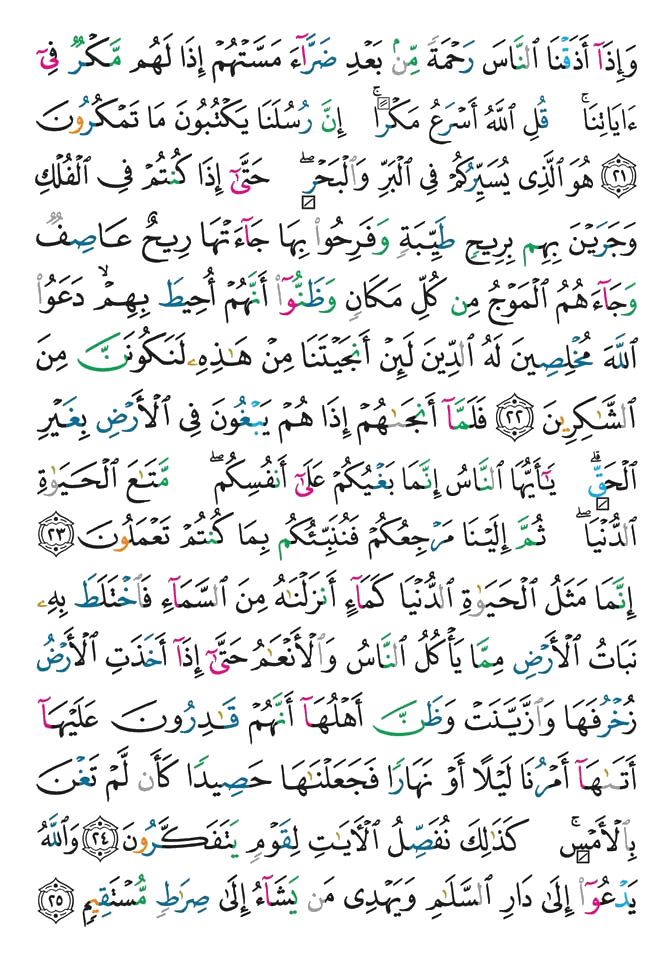 وَإِذَآ أَذَقْنَا ٱلنَّاسَ رَحْمَةً مِّنۢ بَعْدِ ضَرَّآءَ مَسَّتْهُمْ إِذَا لَهُم مَّكْرٌ فِىٓ
ءَايَاتِنَا ۚ قُلِ ٱللَّهُ أَسْرَعُ مَكْرًا ۚ إِنَّ رُسُلَنَا يَكْتُبُونَ مَا تَمْكُرُونَ
﴿٢١﴾ هُوَ ٱلَّذِى يُسَيِّرُكُمْ فِى ٱلْبَرِّ وَٱلْبَحْرِ ۖ حَتَّىٰٓ إِذَا كُنتُمْ فِى ٱلْفُلْكِ
وَجَرَيْنَ بِهِم بِرِيحٍ طَيِّبَةٍ وَفَرِحُوا۟ بِهَا جَآءَتْهَا رِيحٌ عَاصِفٌ
وَجَآءَهُمُ ٱلْمَوْجُ مِن كُلِّ مَكَانٍ وَظَنُّوٓا۟ أَنَّهُمْ أُحِيطَ بِهِمْ ۙ دَعَوُا۟
ٱللَّهَ مُخْلِصِينَ لَهُ ٱلدِّينَ لَئِنْ أَنجَيْتَنَا مِنْ هَـٰذِهِۦ لَنَكُونَنَّ مِنَ
ٱلشَّـٰكِرِينَ ﴿٢٢﴾ فَلَمَّآ أَنجَىٰهُمْ إِذَا هُمْ يَبْغُونَ فِى ٱلْأَرْضِ بِغَيْرِ
ٱلْحَقِّ ۗ يَـٰٓأَيُّهَا ٱلنَّاسُ إِنَّمَا بَغْيُكُمْ عَلَىٰٓ أَنفُسِكُم ۖ مَّتَـٰعَ ٱلْحَيَوٰةِ
ٱلدُّنْيَا ۖ ثُمَّ إِلَيْنَا مَرْجِعُكُمْ فَنُنَبِّئُكُم بِمَا كُنتُمْ تَعْمَلُونَ ﴿٢٣﴾
إِنَّمَا مَثَلُ ٱلْحَيَوٰةِ ٱلدُّنْيَا كَمَآءٍ أَنزَلْنَـٰهُ مِنَ ٱلسَّمَآءِ فَٱخْتَلَطَ بِهِۦ
نَبَاتُ ٱلْأَرْضِ مِمَّا يَأْكُلُ ٱلنَّاسُ وَٱلْأَنْعَـٰمُ حَتَّىٰٓ إِذَآ أَخَذَتِ ٱلْأَرْضُ
زُخْرُفَهَا وَٱزَّيَّنَتْ وَظَنَّ أَهْلُهَآ أَنَّهُمْ قَـٰدِرُونَ عَلَيْهَآ
أَتَىٰهَآ أَمْرُنَا لَيْلًا أَوْ نَهَارًا فَجَعَلْنَـٰهَا حَصِيدًا كَأَن لَّمْ تَغْنَ
بِٱلْأَمْسِ ۚ كَذَٰلِكَ نُفَصِّلُ ٱلْآيَـٰتِ لِقَوْمٍ يَتَفَكَّرُونَ ﴿٢٤﴾ وَٱللَّهُ
يَدْعُوٓا۟ إِلَىٰ دَارِ ٱلسَّلَـٰمِ وَيَهْدِى مَن يَشَآءُ إِلَىٰ صِرَٰطٍ مُّسْتَقِيمٍ ﴿٢٥﴾